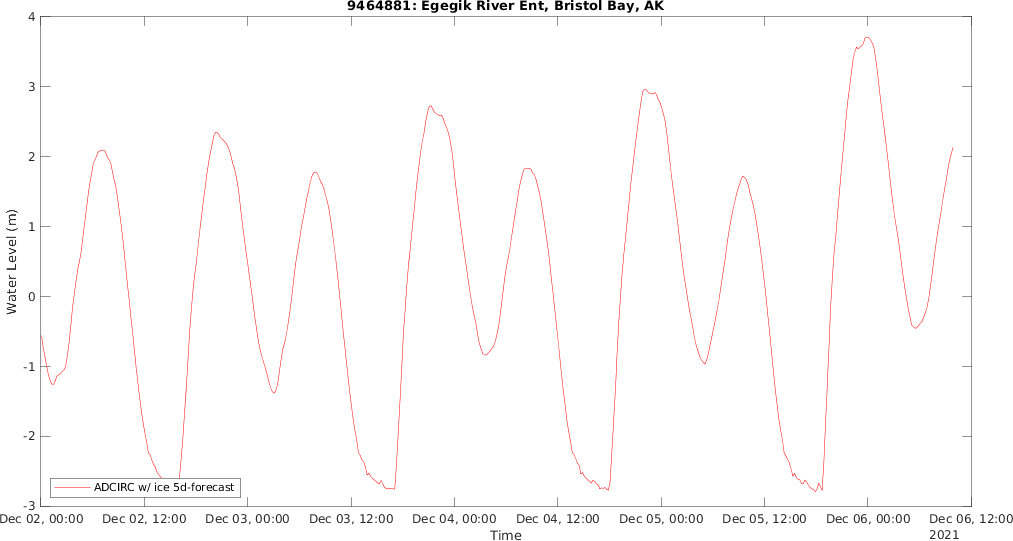 9464881: Egegik River Ent, Bristol Bay, AK
4
3
2
1
0
-1
-2
-3
Water Level (m)
ADCIRC w/ ice 5d-forecast
Dec 02, 00:00 Dec 02, 12:00 Dec 03, 00:00 Dec 03, 12:00 Dec 04, 00:00 Dec 04, 12:00 Dec 05, 00:00 Dec 05, 12:00 Dec 06, 00:00 Dec 06, 12:00
Time
2021